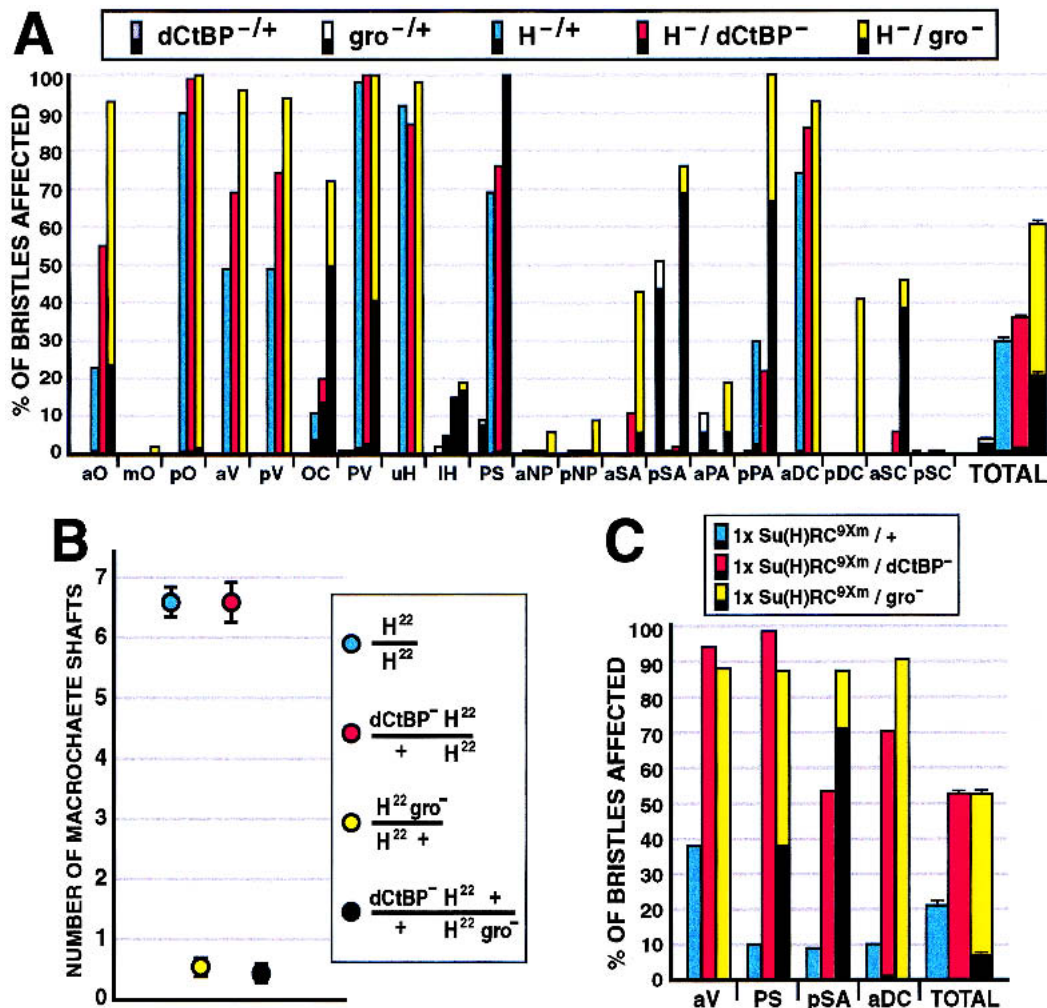 A
dCtBP⁻/⁺ gro⁻/⁺ H⁻/⁺ H⁻/ dCtBP⁻ H⁻/ gro⁻
% OF BRISTLES AFFECTED
100
90
80
70
60
50
40
30
20
10
0
aO mO pO aV pV OC PV uH lH PS aNP pNP aSA pSA aPA pPA aDC pDC aSC pSC TOTAL
B
NUMBER OF MACROCHAETE SHAFTS
7
6
5
4
3
2
1
0
H²²
H²²
dCtBP⁻ H²²
+ H²²
H²² gro⁻
H²² +
dCtBP⁻ H²² +
+ H²² gro⁻
C
1x Su(H)RC⁹ˣᵐ / +
1x Su(H)RC⁹ˣᵐ / dCtBP⁻
1x Su(H)RC⁹ˣᵐ / gro⁻
% OF BRISTLES AFFECTED
100
90
80
70
60
50
40
30
20
10
0
aV PS pSA aDC TOTAL